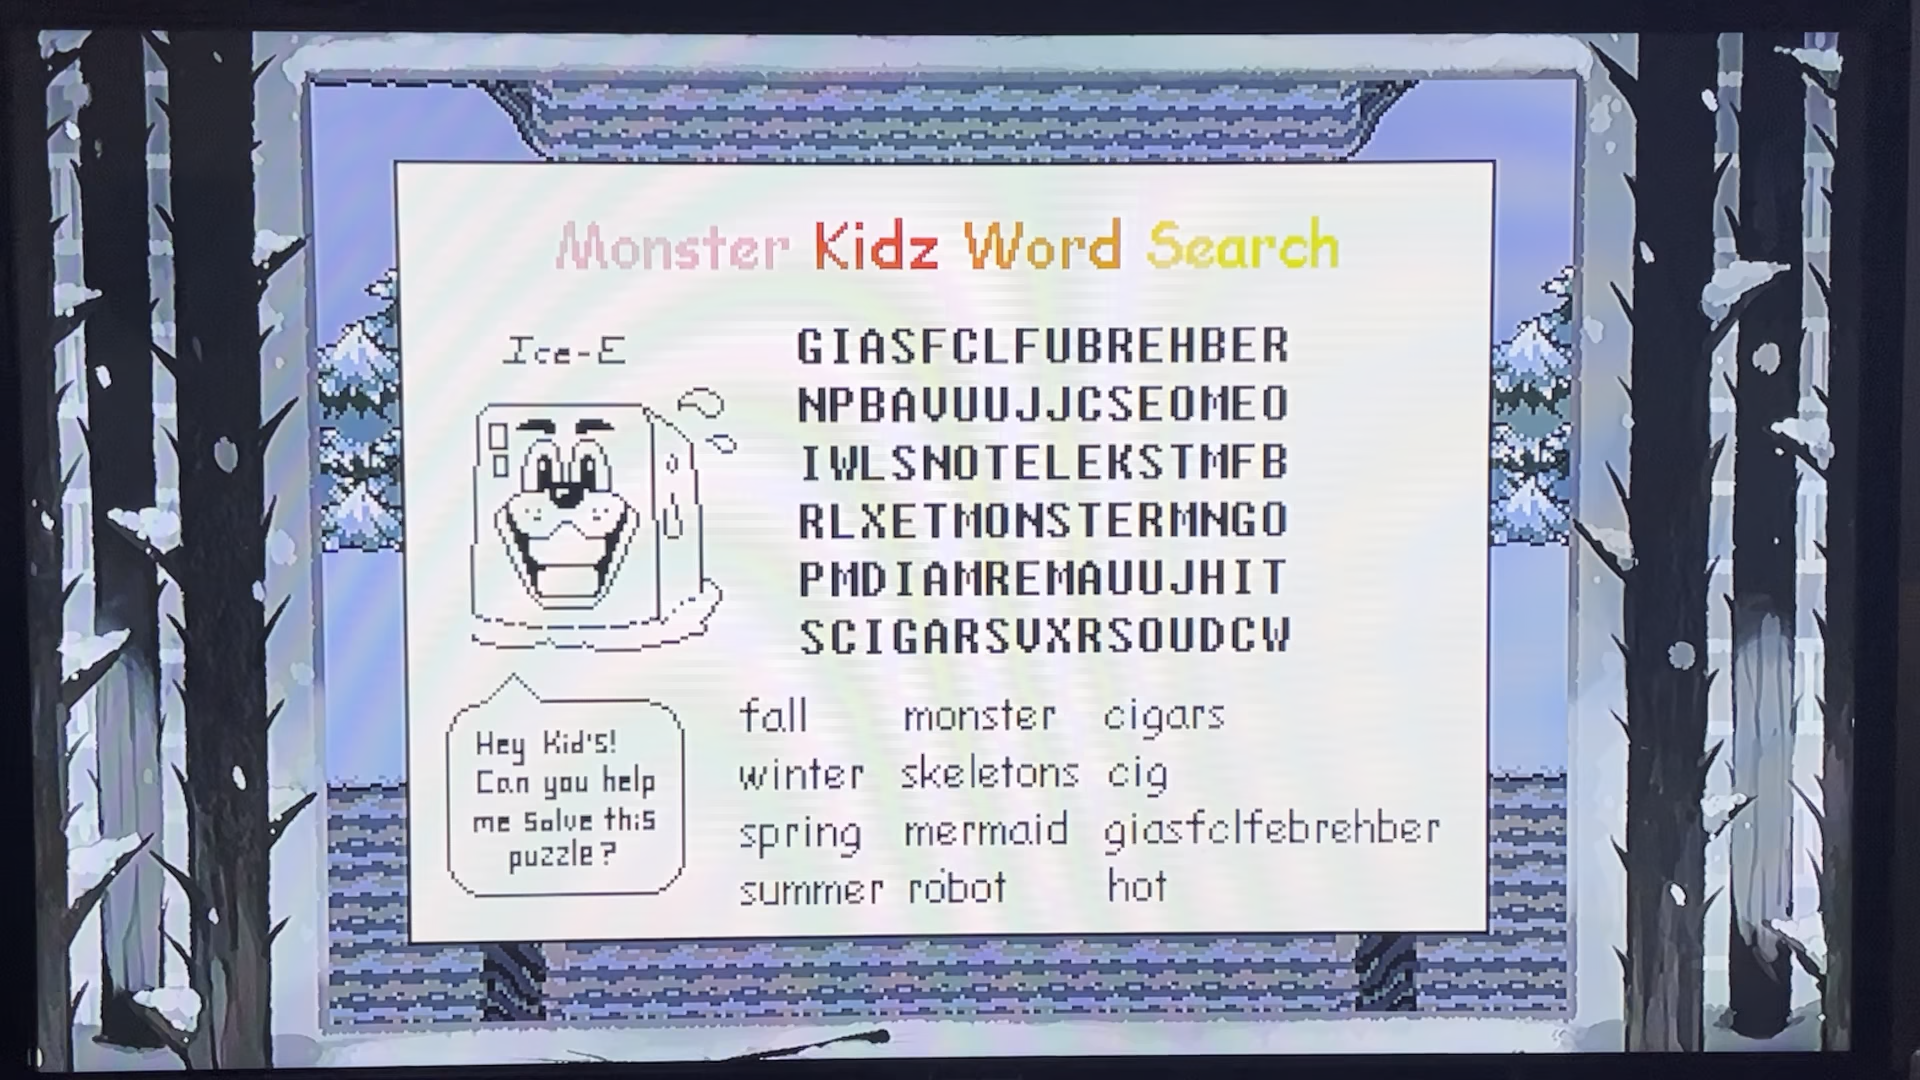 Monster Kidz Word Search
Ice-E
GIASFCLFUBREHBER
NPBAVUUJJCSEOMEO
IWLSNOTELEKSTMFB
RLXETMONSTERMNGO
PMDIAMREMAUUJHIT
SCIGARSVXRSOUDCW
Hey Kid's!
Can you help
me Solve thiS
puzzle?
fall monster cigars
winter skeletons cig
spring mermaid giasfclfebrehber
summer robot hot